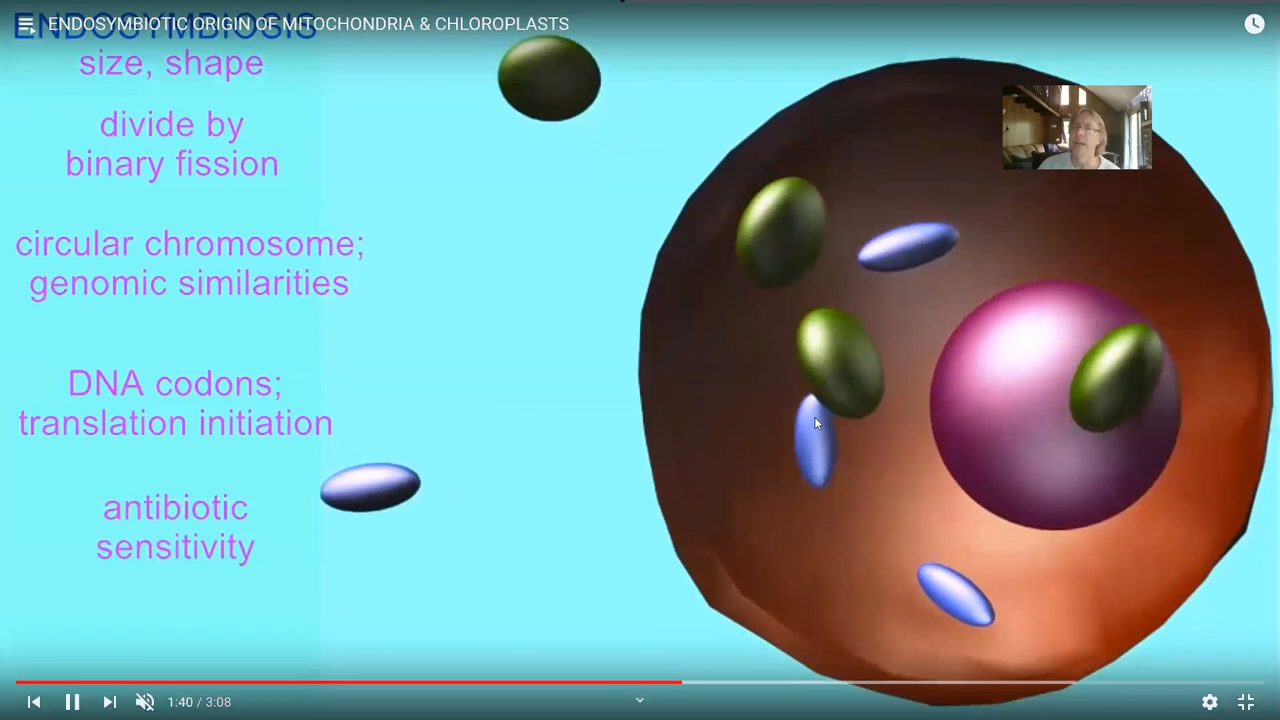 ENDOSYMBIOSIS
ENDOSYMBIOTIC ORIGIN OF MITOCHONDRIA & CHLOROPLASTS
size, shape
divide by
binary fission
circular chromosome;
genomic similarities
DNA codons;
translation initiation
antibiotic
sensitivity
1:40 / 3:08